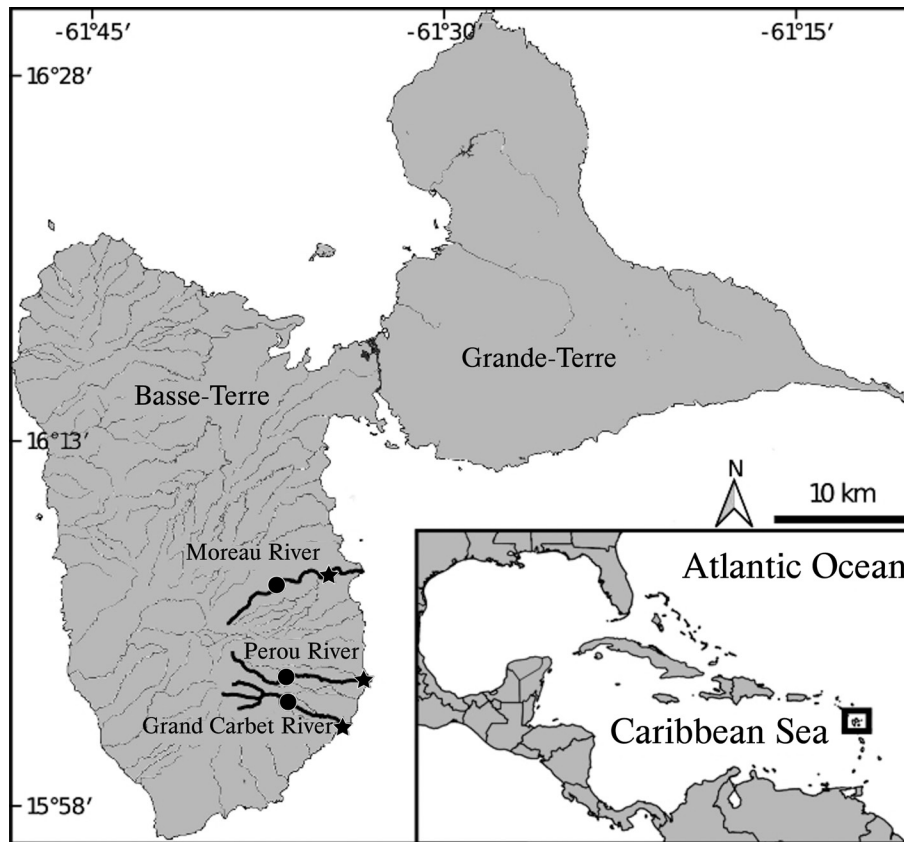 -61°45′ -61°30′ -61°15′
16°28′
Grande-Terre
Basse-Terre
16°13′
N
10 km
Moreau River
Atlantic Ocean
Perou River
Grand Carbet River
Caribbean Sea
15°58′